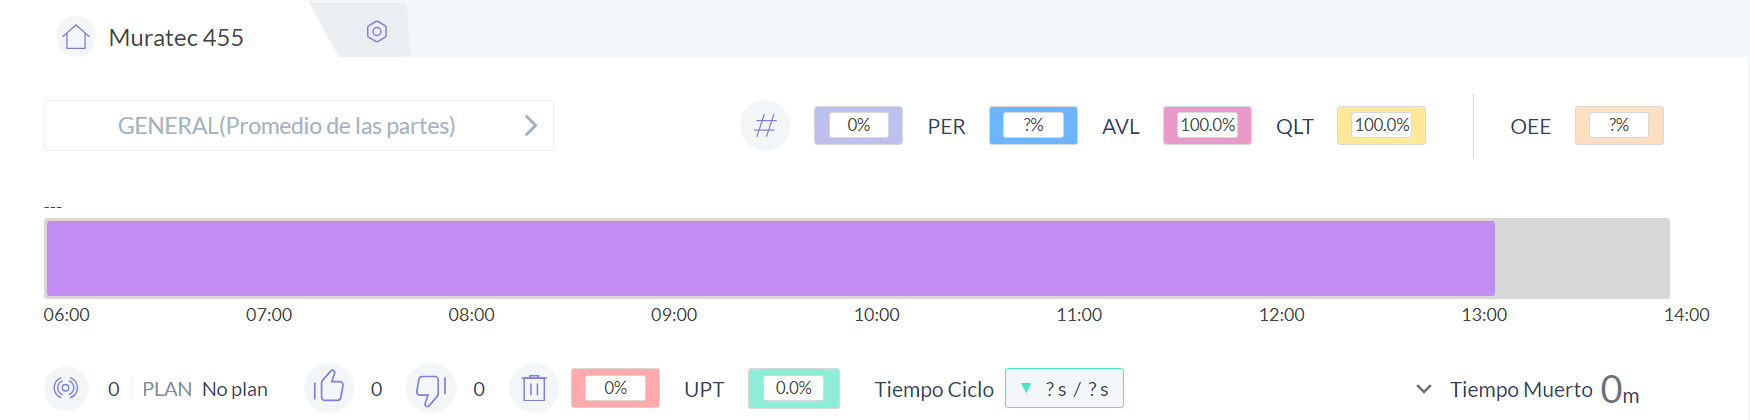 Muratec 455
GENERAL(Promedio de las partes)
# 0% PER ?% AVL 100.0% QLT 100.0% OEE ?%
---
06:00 07:00 08:00 09:00 10:00 11:00 12:00 13:00 14:00
0 PLAN No plan 0 0 0% UPT 0.0% Tiempo Ciclo ?s / ?s Tiempo Muerto 0m